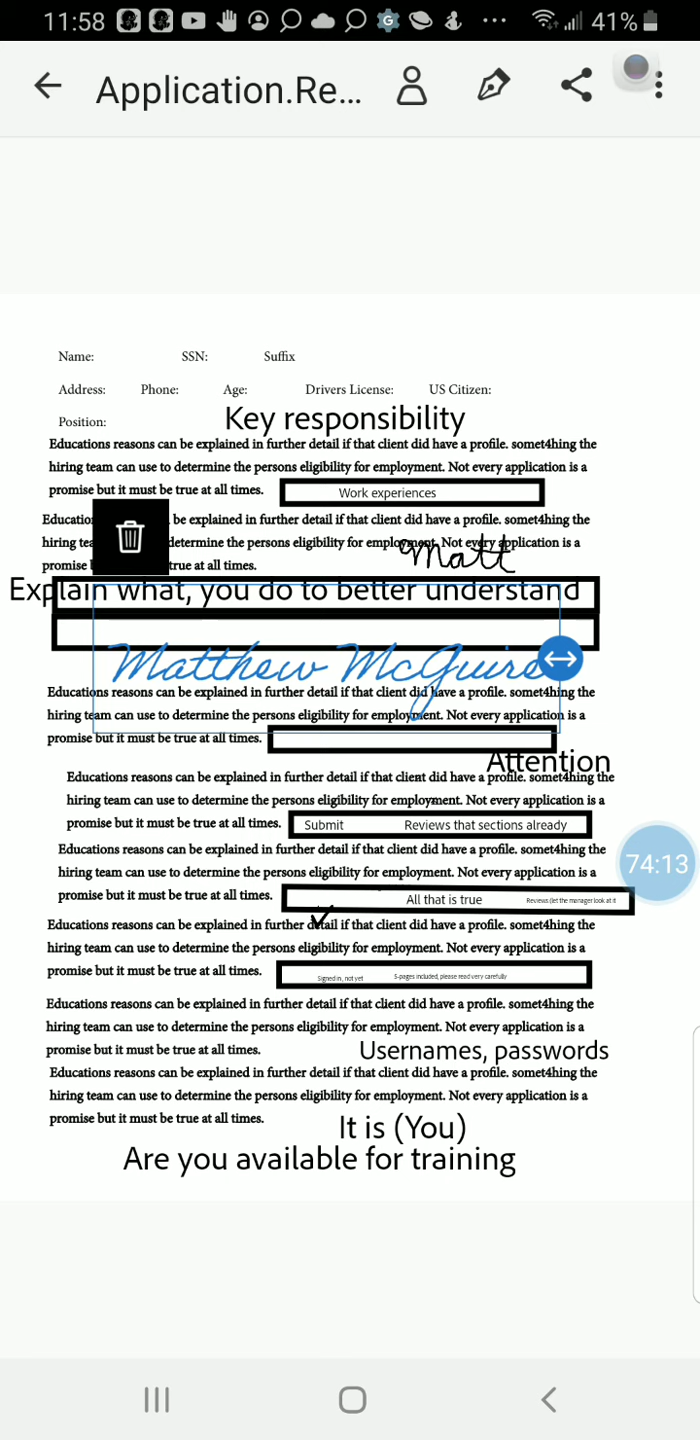 11:58
41%
Application.Re...
Name: SSN: Suffix
Address: Phone: Age: Drivers License: US Citizen:
Position:
Key responsibility
Educations reasons can be explained in further detail if that client did have a profile. somet4hing the
hiring team can use to determine the persons eligibility for employment. Not every application is a
promise but it must be true at all times.
Work experiences
Educatio be explained in further detail if that client did have a profile. somet4hing the
hiring tea determine the persons eligibility for employment. Not every application is a
promise true at all times.
Matt
Explain what, you do to better understand
Matthew McGuire
Educations reasons can be explained in further detail if that client did have a profile. somet4hing the
hiring team can use to determine the persons eligibility for employment. Not every application is a
promise but it must be true at all times.
Attention
Educations reasons can be explained in further detail if that client did have a profile. somet4hing the
hiring team can use to determine the persons eligibility for employment. Not every application is a
promise but it must be true at all times.
Submit Reviews that sections already
74:13
Educations reasons can be explained in further detail if that client did have a profile. somet4hing the
hiring team can use to determine the persons eligibility for employment. Not every application is a
promise but it must be true at all times.
All that is true Reviews (let the manager look at it
Educations reasons can be explained in further detail if that client did have a profile. somet4hing the
hiring team can use to determine the persons eligibility for employment. Not every application is a
promise but it must be true at all times.
Signed in, not yet 5-pages included, please read very carefully
Educations reasons can be explained in further detail if that client did have a profile. somet4hing the
hiring team can use to determine the persons eligibility for employment. Not every application is a
promise but it must be true at all times.
Usernames, passwords
Educations reasons can be explained in further detail if that client did have a profile. somet4hing the
hiring team can use to determine the persons eligibility for employment. Not every application is a
promise but it must be true at all times.
It is (You)
Are you available for training